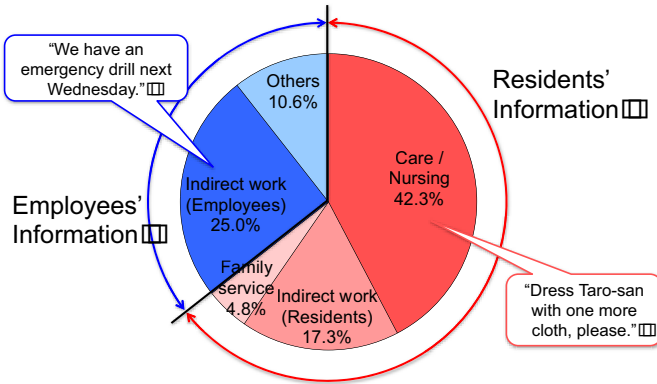 “We have an
emergency drill next
Wednesday.”
Others
10.6%
Residents’
Information
Care /
Nursing
42.3%
Indirect work
(Employees)
25.0%
Employees’
Information
Family
service
4.8%
Indirect work
(Residents)
17.3%
“Dress Taro-san
with one more
cloth, please.”